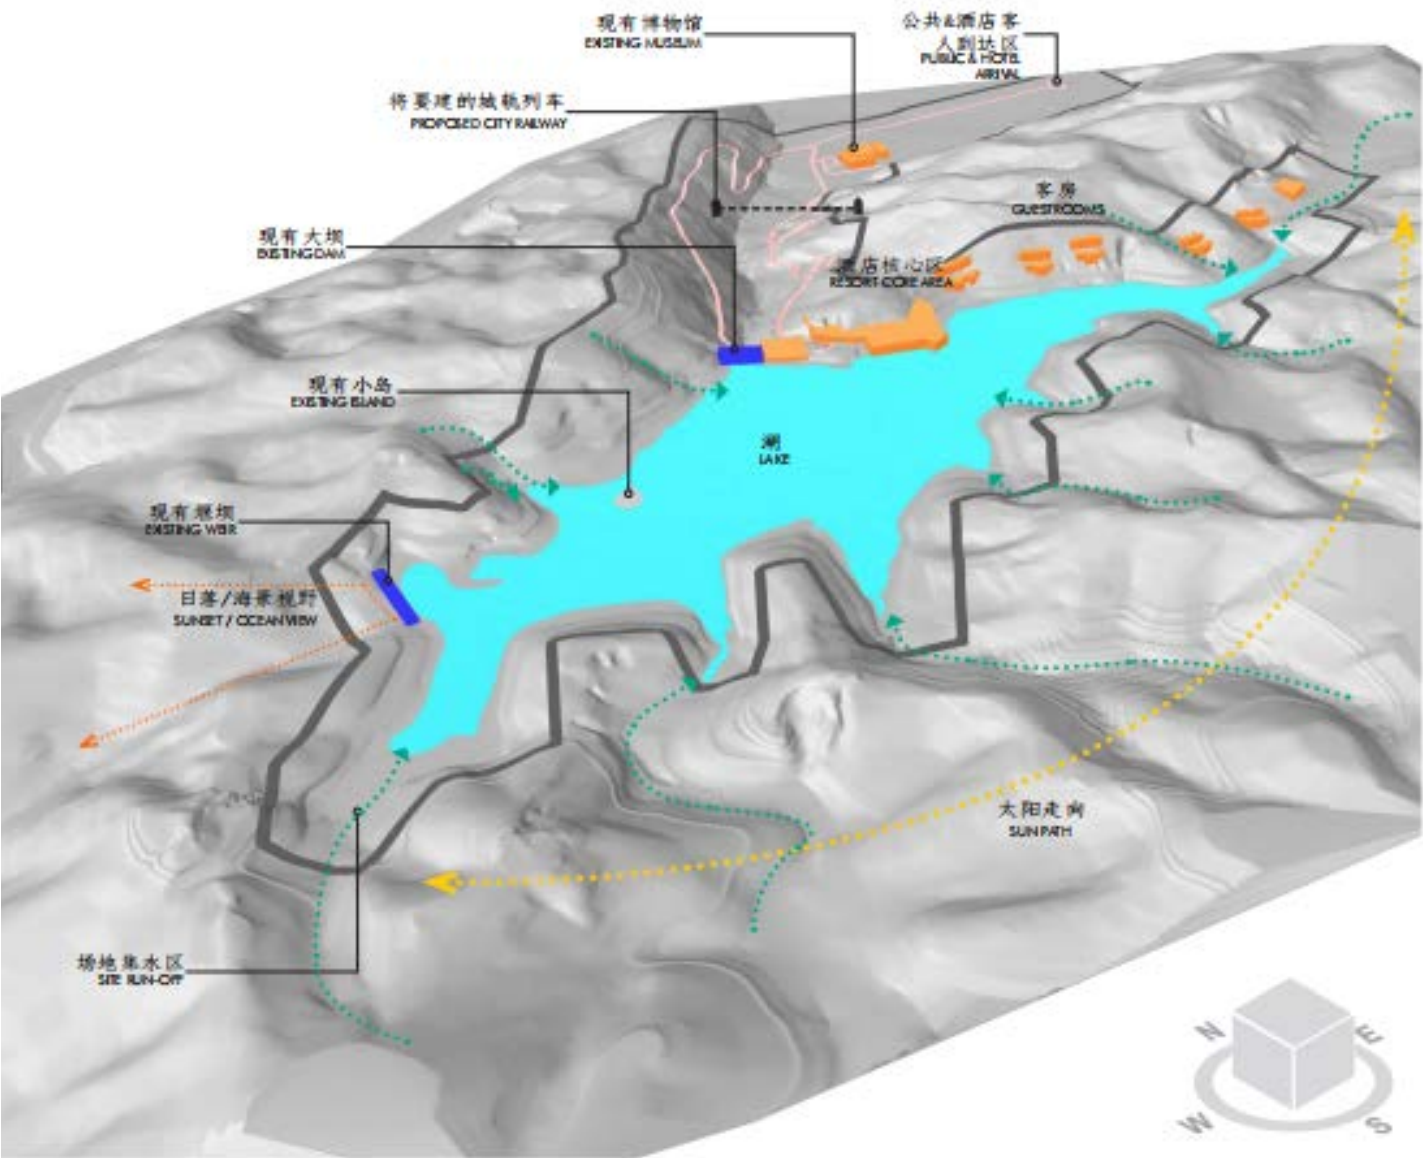 现有博物馆
EXISTING MUSEUM
公共&酒店客
人到达区
PUBLIC & HOTEL
ARRIVAL
将要建的城轨列车
PROPOSED CITY RAILWAY
客房
GUESTROOMS
现有大坝
EXISTING DAM
店核心区
RESORT CORE AREA
现有小岛
EXISTING ISLAND
湖
LAKE
现有堰坝
EXISTING WEIR
日落/海景视野
SUNSET / OCEAN VIEW
太阳走向
SUN PATH
场地集水区
SITE RUN-OFF
N
E
W
S